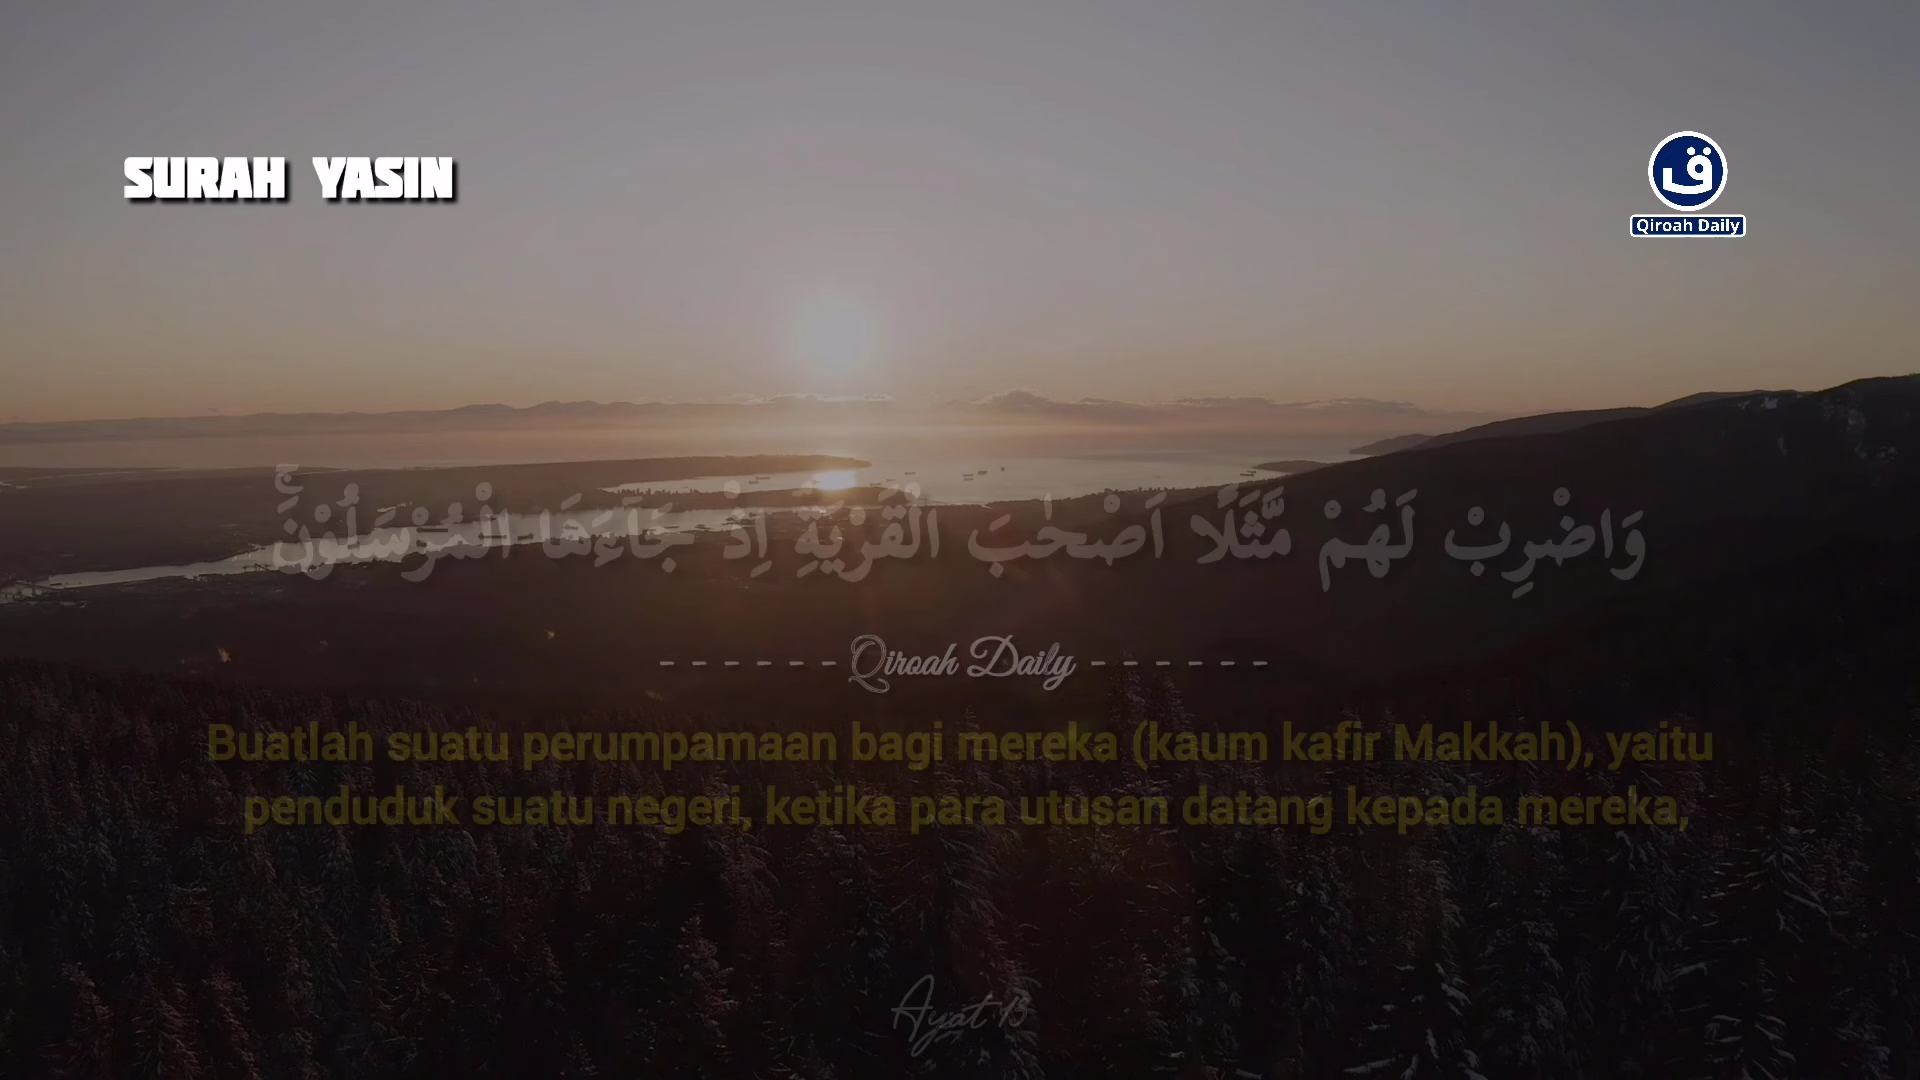 SURAH YASIN
ق
Qiroah Daily
وَاضْرِبْ لَهُمْ مَّثَلًا اَصْحٰبَ الْقَرْيَةِۘ اِذْ جَاۤءَهَا الْمُرْسَلُوْنَۚ
- - - - - - Qiroah Daily - - - - - -
Buatlah suatu perumpamaan bagi mereka (kaum kafir Makkah), yaitu
penduduk suatu negeri, ketika para utusan datang kepada mereka,
Ayat 13